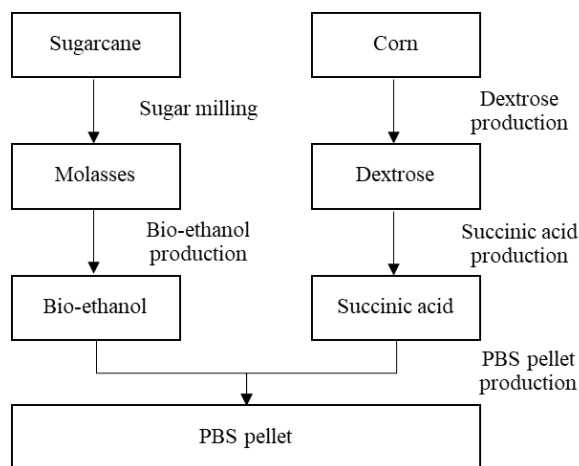 Sugarcane
Corn
Sugar milling
Dextrose
production
Molasses
Dextrose
Bio-ethanol
production
Succinic acid
production
Bio-ethanol
Succinic acid
PBS pellet
production
PBS pellet